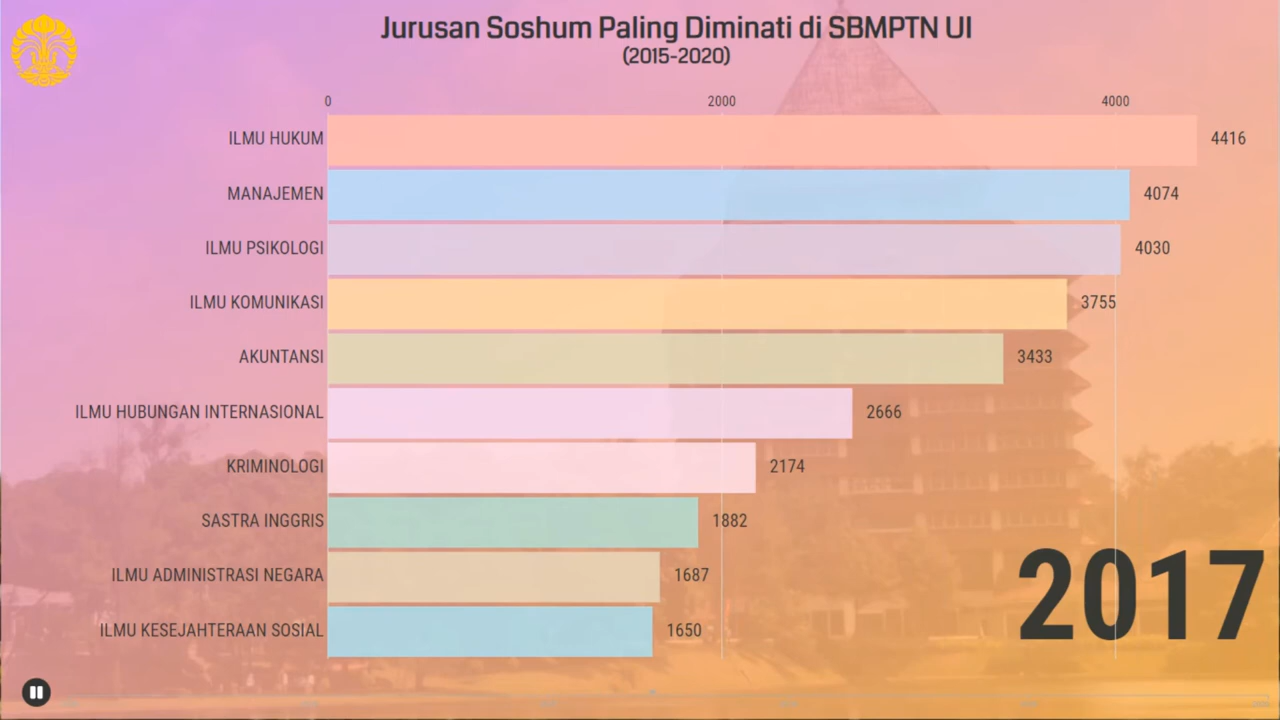 Jurusan Soshum Paling Diminati di SBMPTN UI
(2015-2020)
0 2000 4000
ILMU HUKUM 4416
MANAJEMEN 4074
ILMU PSIKOLOGI 4030
ILMU KOMUNIKASI 3755
AKUNTANSI 3433
ILMU HUBUNGAN INTERNASIONAL 2666
KRIMINOLOGI 2174
SASTRA INGGRIS 1882
ILMU ADMINISTRASI NEGARA 1687
ILMU KESEJAHTERAAN SOSIAL 1650
2017